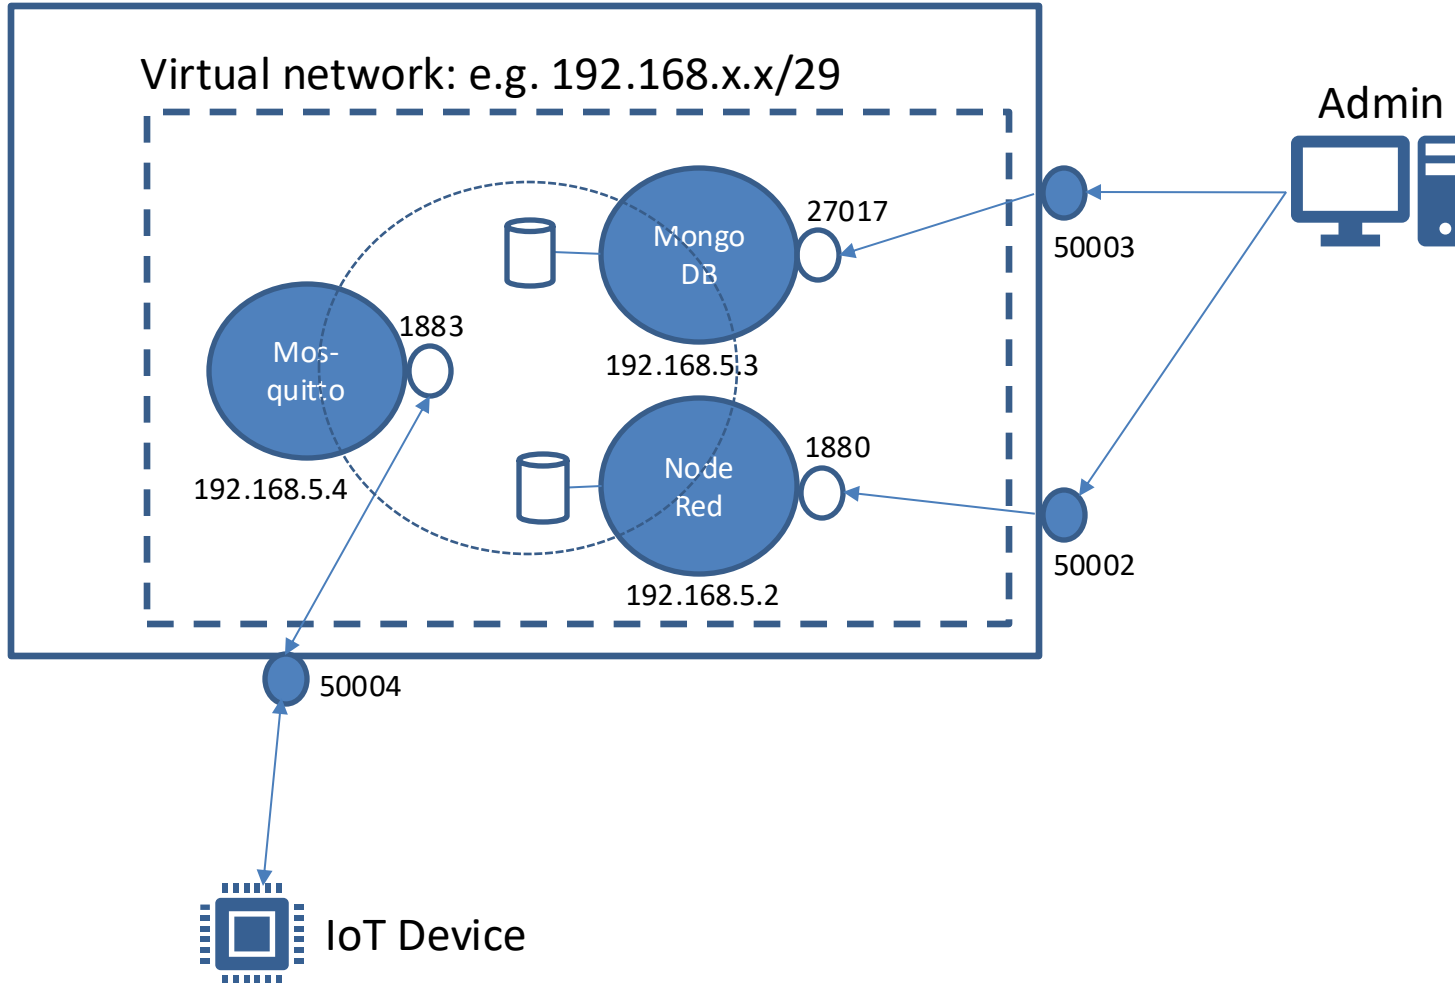 Virtual network: e.g. 192.168.x.x/29
Admin
27017
Mongo
DB
50003
1883
Mos-
quitto
192.168.5.3
192.168.5.4
1880
Node
Red
50002
192.168.5.2
50004
IoT Device